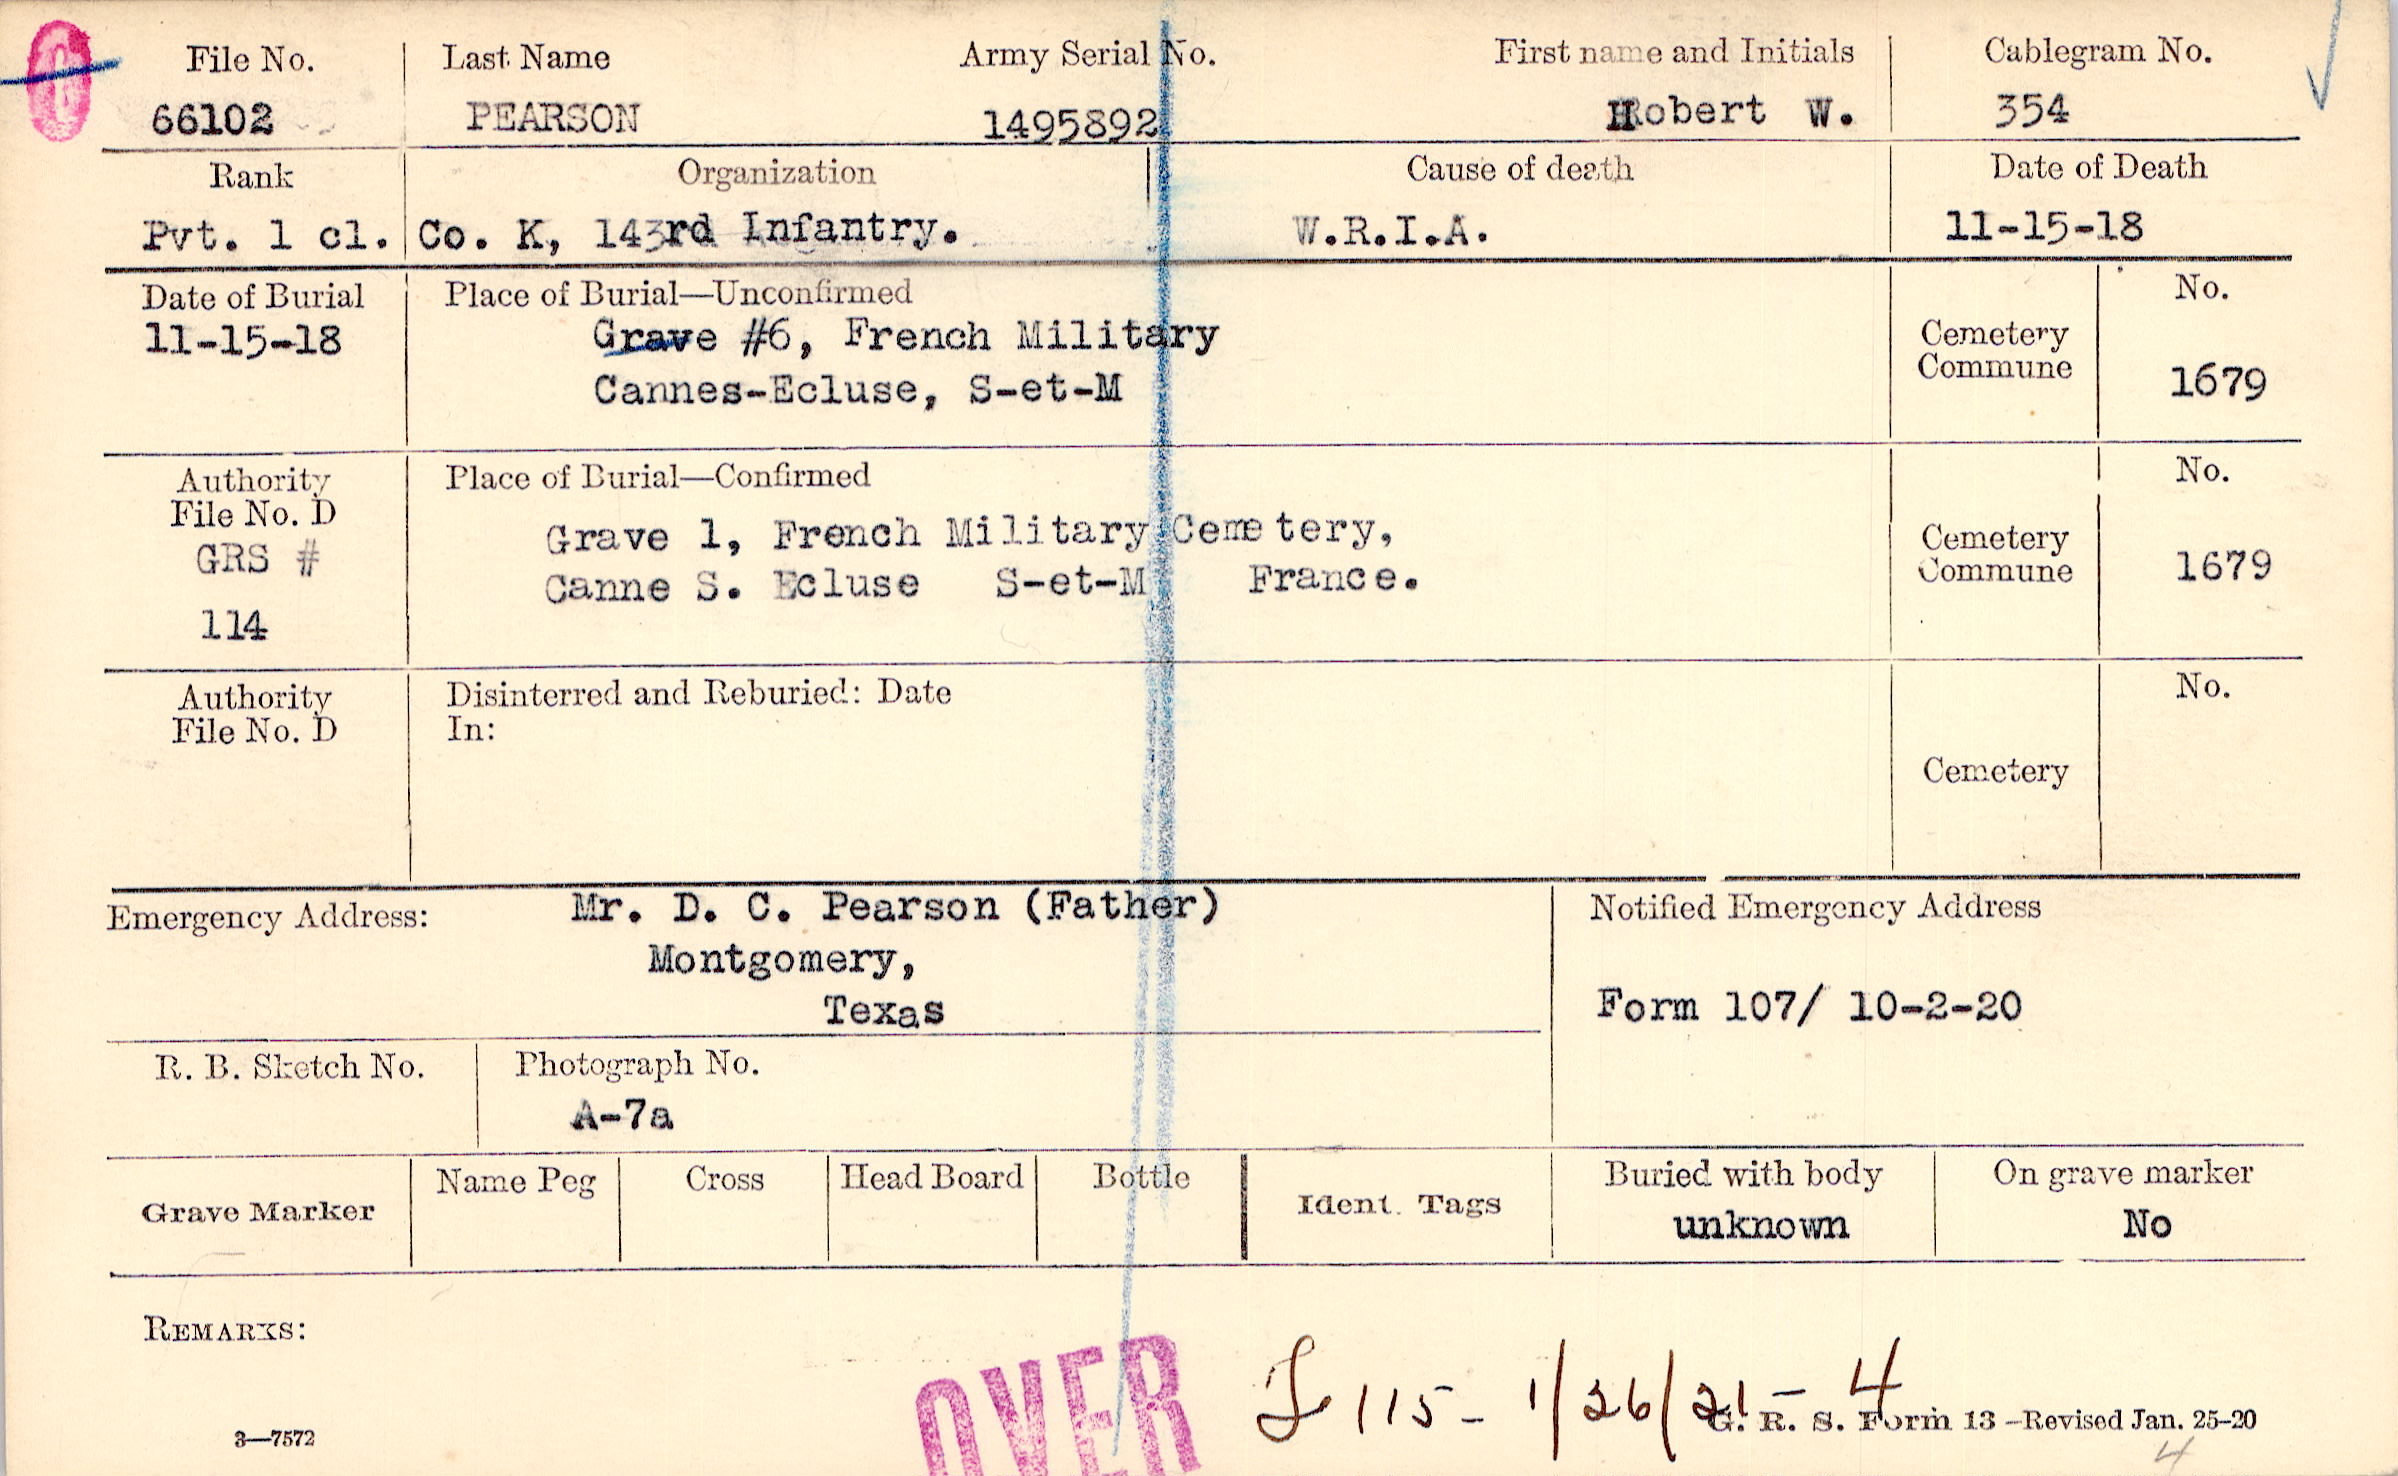 C
File No. Last Name Army Serial No. First name and Initials Cablegram No.
66102 PEARSON 1495892 Robert W. 354
Rank Organization Cause of death Date of Death
Pvt. 1 cl. Co. K, 143rd Infantry. W.R.I.A. 11-15-18
Date of Burial Place of Burial—Unconfirmed No.
11-15-18 Grave #6, French Military Cemetery
Cannes-Ecluse, S-et-M Commune 1679
Authority Place of Burial—Confirmed No.
File No. D
GRS # Grave 1, French Military Cemetery, Cemetery
114 Canne S. Ecluse S-et-M France. Commune 1679
Authority Disinterred and Reburied: Date No.
File No. D In:
Cemetery
Emergency Address: Mr. D. C. Pearson (Father) Notified Emergency Address
Montgomery,
Texas Form 107/ 10-2-20
R. B. Sketch No. Photograph No.
A-7a
Grave Marker Name Peg Cross Head Board Bottle Ident. Tags Buried with body On grave marker
unknown No
REMARKS:
OVER 115- 1/26/21- 4
3—7572 G. R. S. Form 13 —Revised Jan. 25-20
4